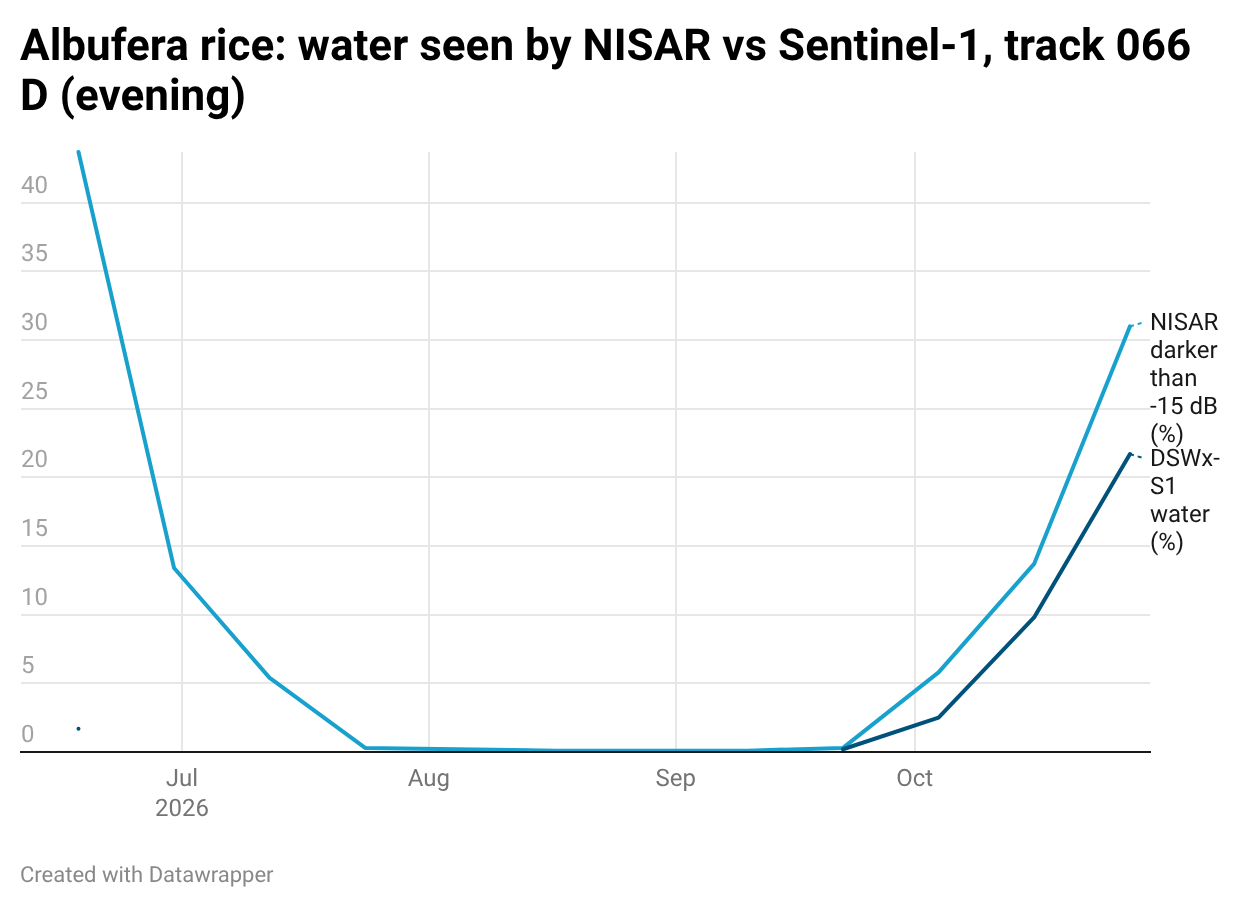 Albufera rice: water seen by NISAR vs Sentinel-1, track 066
D (evening)
40
35
30
25
20
15
10
5
0
NISAR
darker
than
-15 dB
(%)
DSWx-
S1
water
(%)
Jul
2026
Aug
Sep
Oct
Created with Datawrapper